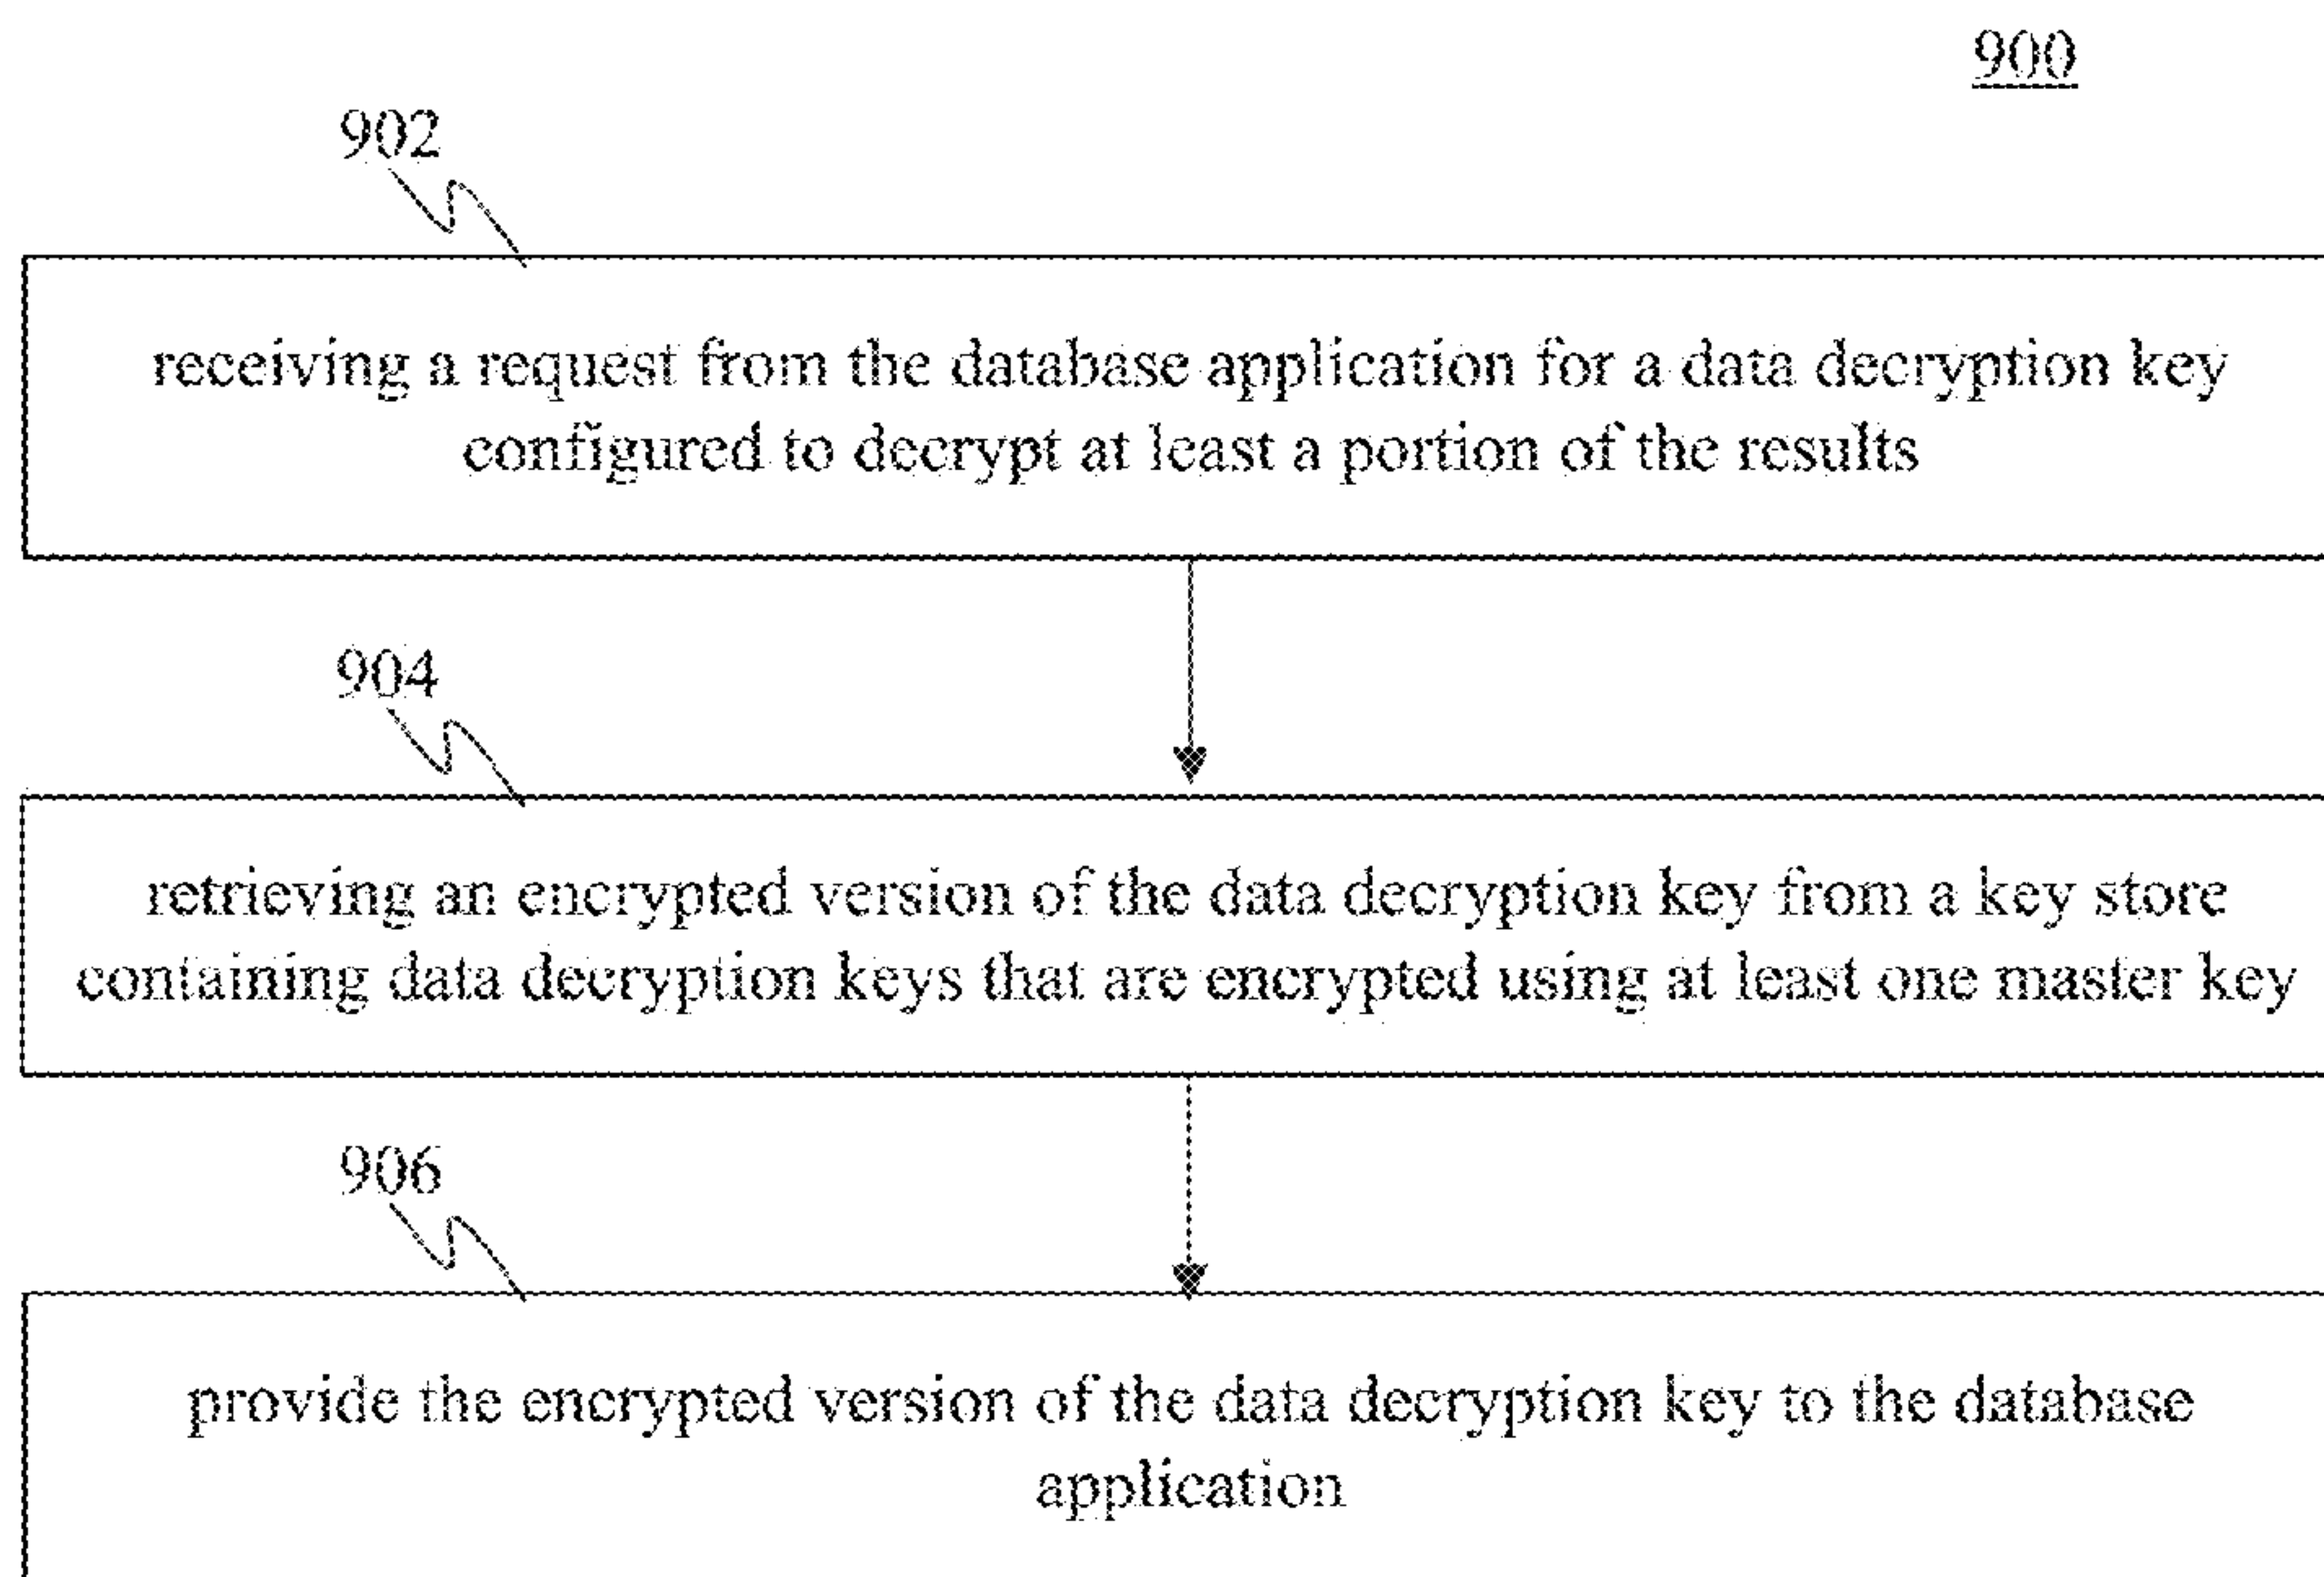 900
902
receiving a request from the database application for a data decryption key
configured to decrypt at least a portion of the results
904
retrieving an encrypted version of the data decryption key from a key store
containing data decryption keys that are encrypted using at least one master key
906
provide the encrypted version of the data decryption key to the database
application